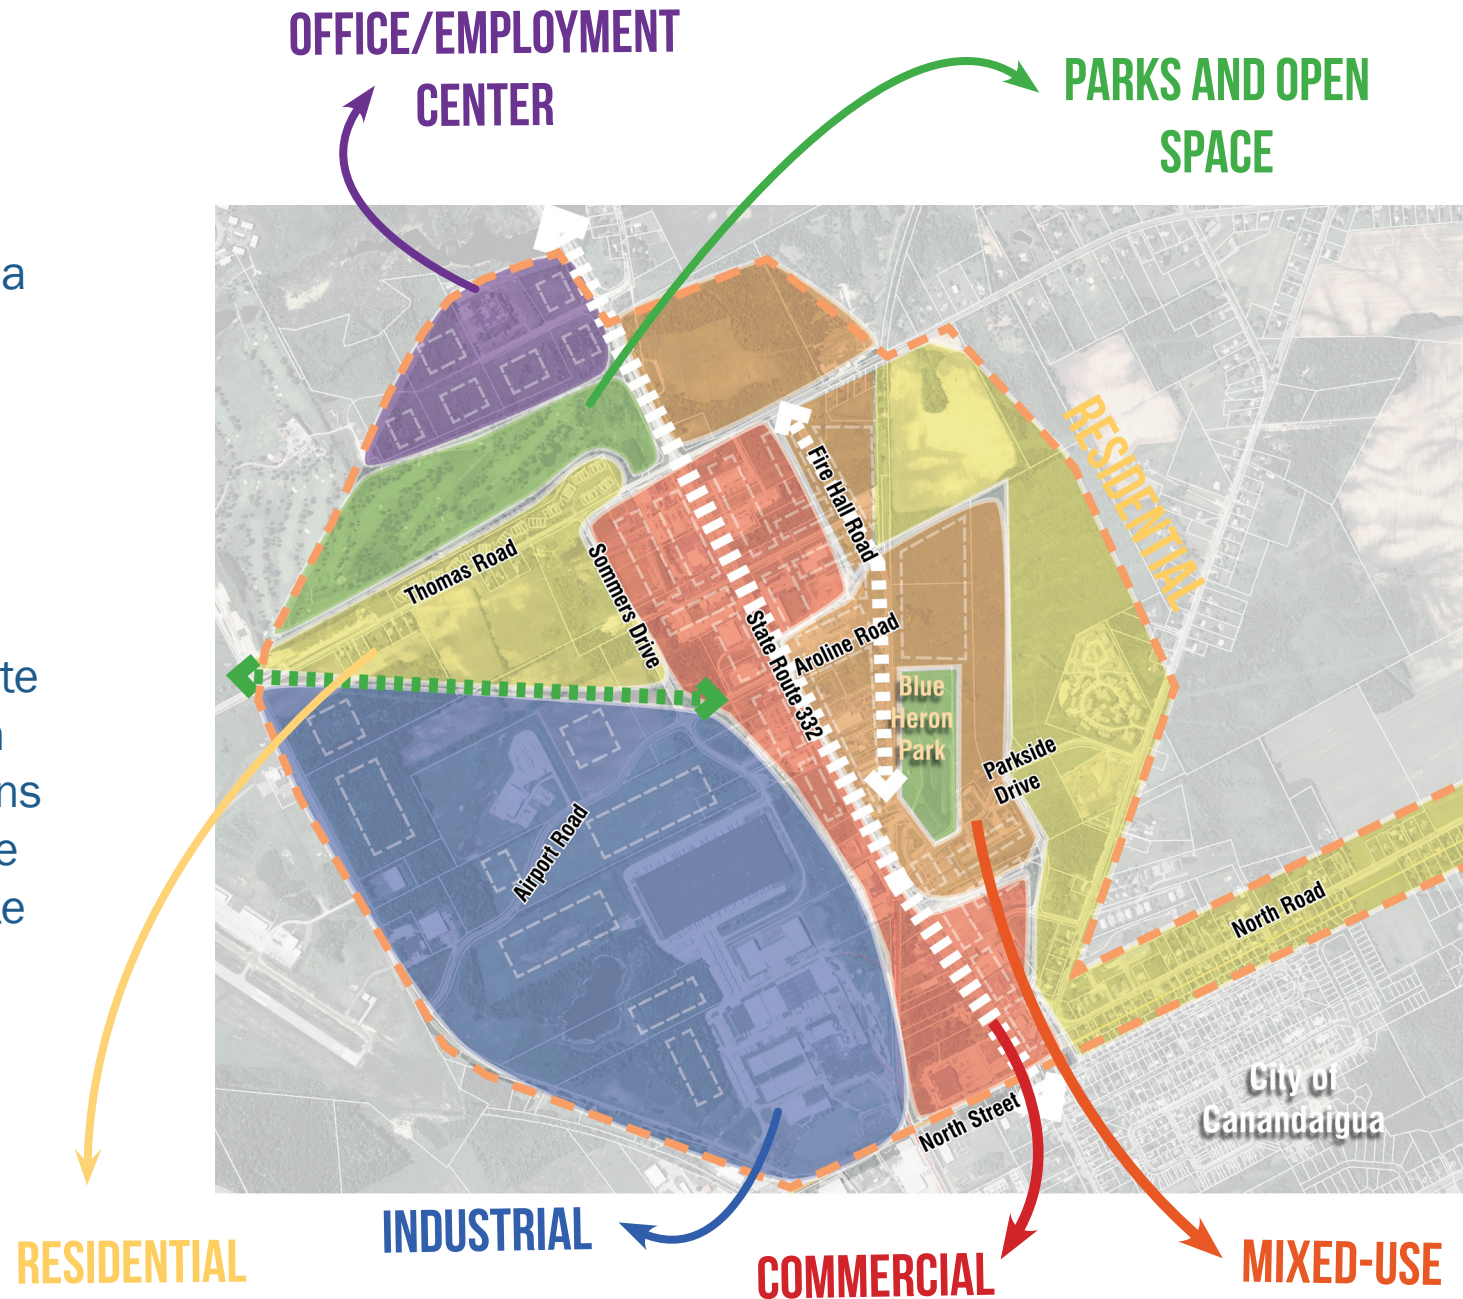 OFFICE/EMPLOYMENT
CENTER
PARKS AND OPEN
SPACE
a
RESIDENTIAL
Fire Hall Road
Thomas Road
Sommers Drive
State Route 332
Aroline Road
te
Blue
Heron
Park
ns
e
Parkside
Drive
Airport Road
North Road
City of
Canandaigua
North Street
INDUSTRIAL
RESIDENTIAL
COMMERCIAL
MIXED-USE